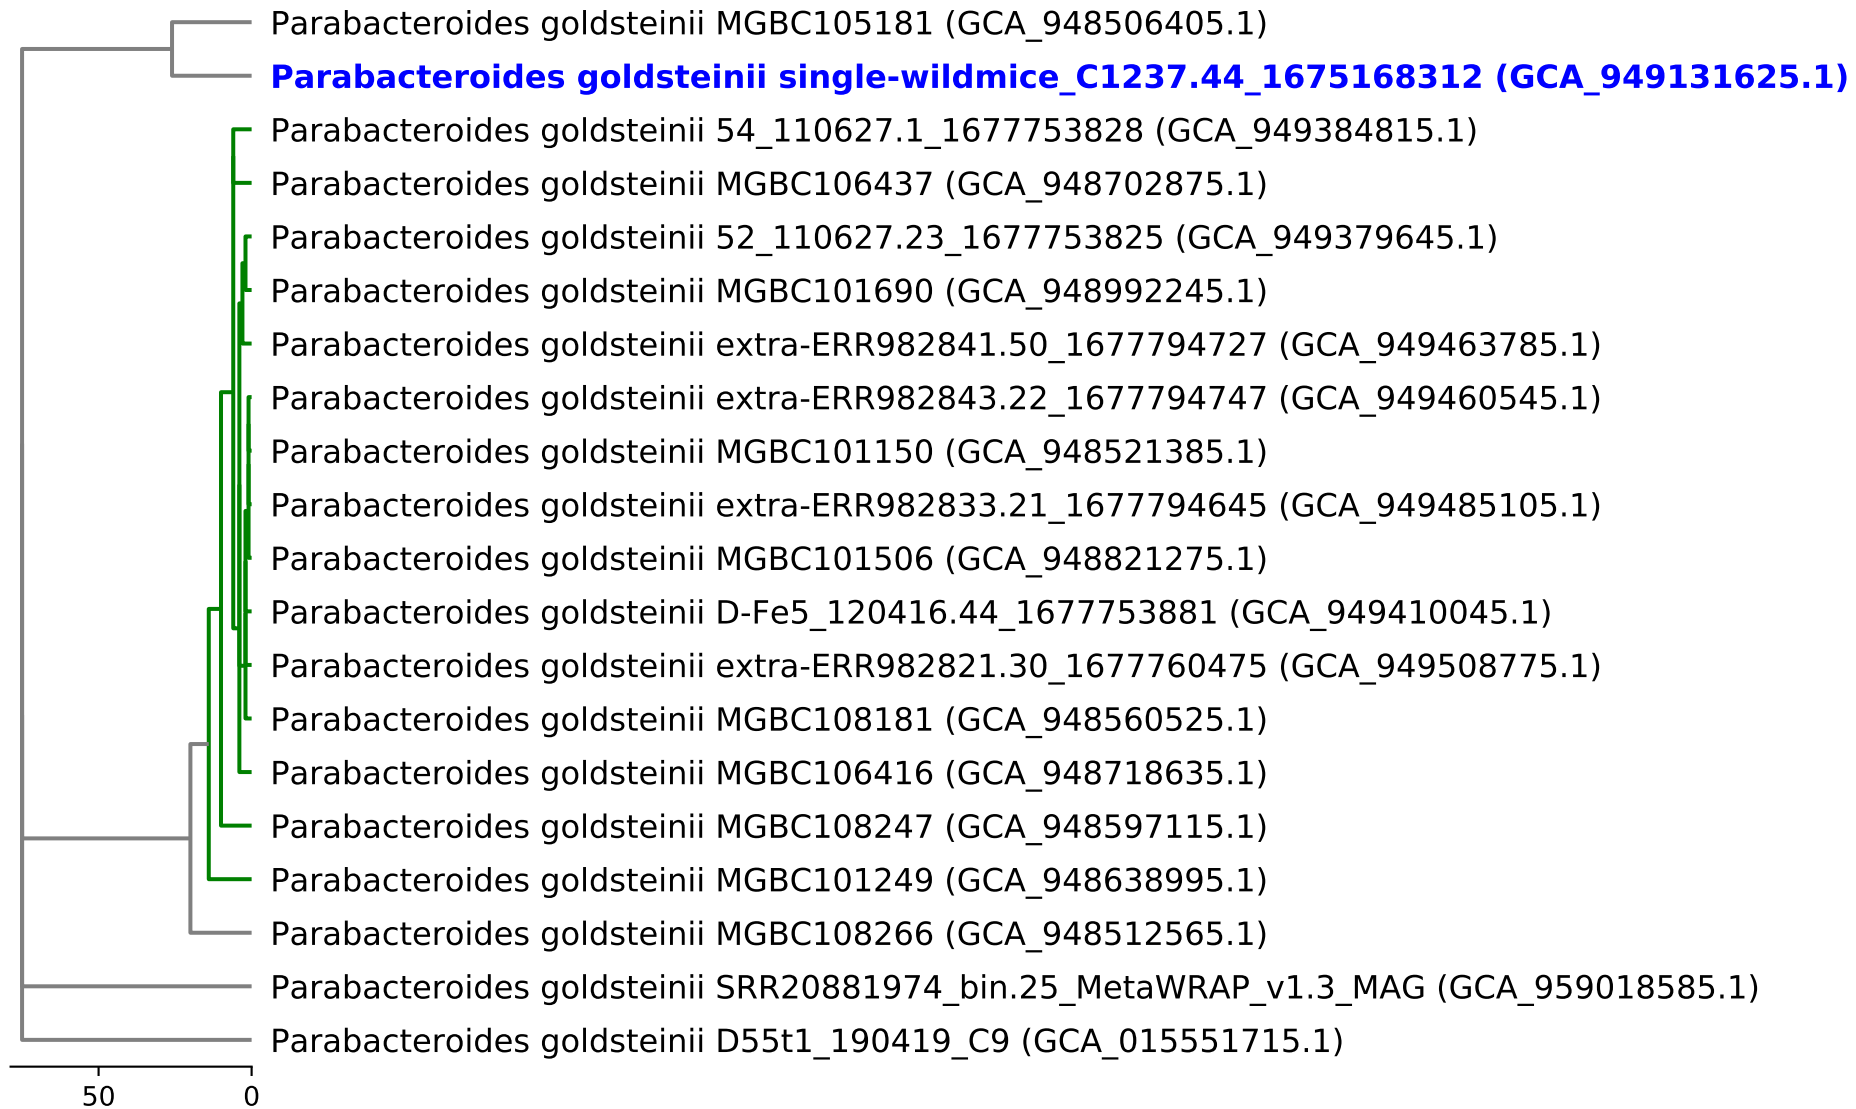 Parabacteroides goldsteinii MGBC105181 (GCA_948506405.1)
Parabacteroides goldsteinii single-wildmice_C1237.44_1675168312 (GCA_949131625.1)
Parabacteroides goldsteinii 54_110627.1_1677753828 (GCA_949384815.1)
Parabacteroides goldsteinii MGBC106437 (GCA_948702875.1)
Parabacteroides goldsteinii 52_110627.23_1677753825 (GCA_949379645.1)
Parabacteroides goldsteinii MGBC101690 (GCA_948992245.1)
Parabacteroides goldsteinii extra-ERR982841.50_1677794727 (GCA_949463785.1)
Parabacteroides goldsteinii extra-ERR982843.22_1677794747 (GCA_949460545.1)
Parabacteroides goldsteinii MGBC101150 (GCA_948521385.1)
Parabacteroides goldsteinii extra-ERR982833.21_1677794645 (GCA_949485105.1)
Parabacteroides goldsteinii MGBC101506 (GCA_948821275.1)
Parabacteroides goldsteinii D-Fe5_120416.44_1677753881 (GCA_949410045.1)
Parabacteroides goldsteinii extra-ERR982821.30_1677760475 (GCA_949508775.1)
Parabacteroides goldsteinii MGBC108181 (GCA_948560525.1)
Parabacteroides goldsteinii MGBC106416 (GCA_948718635.1)
Parabacteroides goldsteinii MGBC108247 (GCA_948597115.1)
Parabacteroides goldsteinii MGBC101249 (GCA_948638995.1)
Parabacteroides goldsteinii MGBC108266 (GCA_948512565.1)
Parabacteroides goldsteinii SRR20881974_bin.25_MetaWRAP_v1.3_MAG (GCA_959018585.1)
Parabacteroides goldsteinii D55t1_190419_C9 (GCA_015551715.1)
50 0